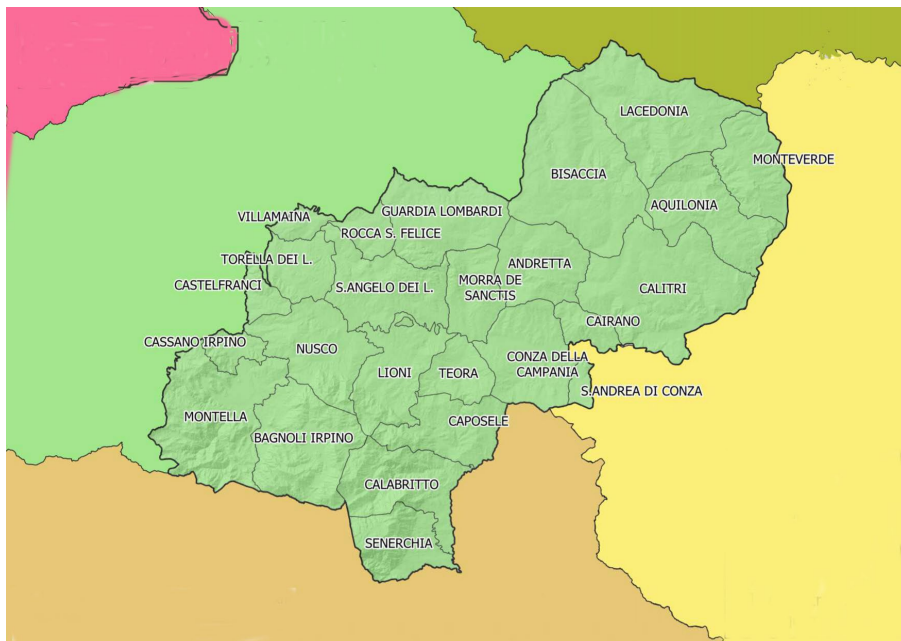 LACEDONIA
MONTEVERDE
BISACCIA
AQUILONIA
GUARDIA LOMBARDI
VILLAMAINA
ROCCA S. FELICE
TORELLA DEI L.
ANDRETTA
CASTELFRANCI
S.ANGELO DEI L.
MORRA DE
SANCTIS
CALITRI
CAIRANO
CASSANO IRPINO
NUSCO
CONZA DELLA
CAMPANIA
LIONI
TEORA
S.ANDREA DI CONZA
MONTELLA
CAPOSELE
BAGNOLI IRPINO
CALABRITTO
SENERCHIA